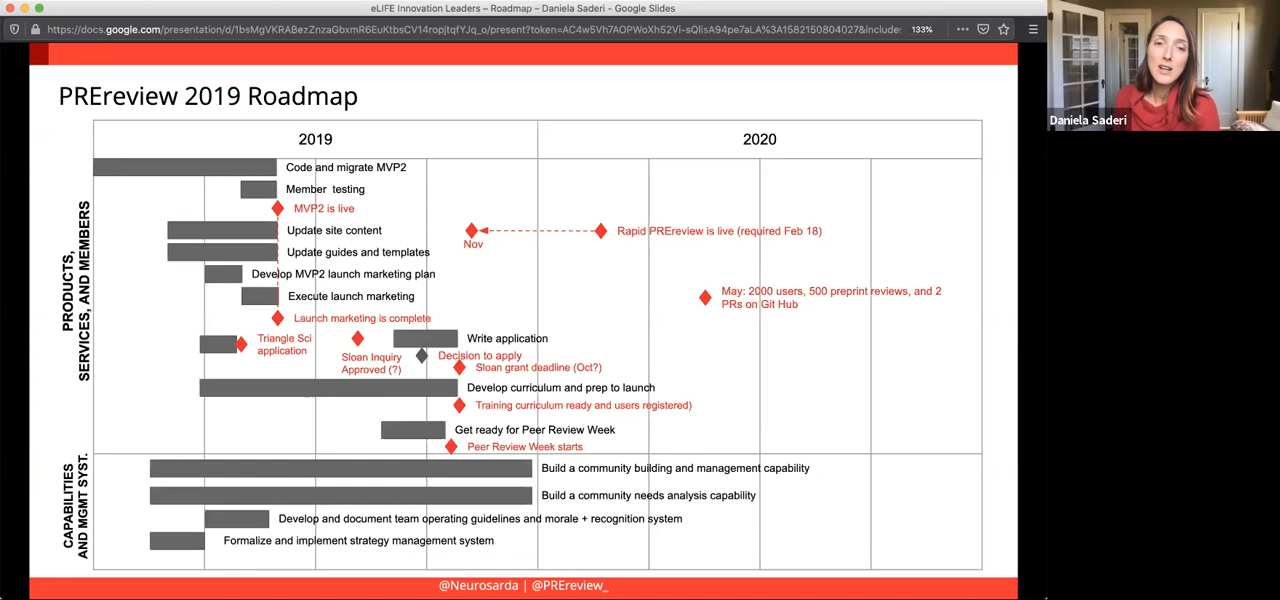 eLIFE Innovation Leaders – Roadmap – Daniela Saderi - Google Slides
133%
Daniela Saderi
PREreview 2019 Roadmap
2019
2020
PRODUCTS,
SERVICES, AND MEMBERS
Code and migrate MVP2
Member testing
MVP2 is live
Update site content
Nov
Rapid PREreview is live (required Feb 18)
Update guides and templates
Develop MVP2 launch marketing plan
Execute launch marketing
May: 2000 users, 500 preprint reviews, and 2
PRs on Git Hub
Launch marketing is complete
Triangle Sci
application
Sloan Inquiry
Approved (?)
Write application
Decision to apply
Sloan grant deadline (Oct?)
Develop curriculum and prep to launch
Training curriculum ready and users registered)
Get ready for Peer Review Week
Peer Review Week starts
CAPABILITIES
AND MGMT SYST.
Build a community building and management capability
Build a community needs analysis capability
Develop and document team operating guidelines and morale + recognition system
Formalize and implement strategy management system
@Neurosarda | @PREreview_